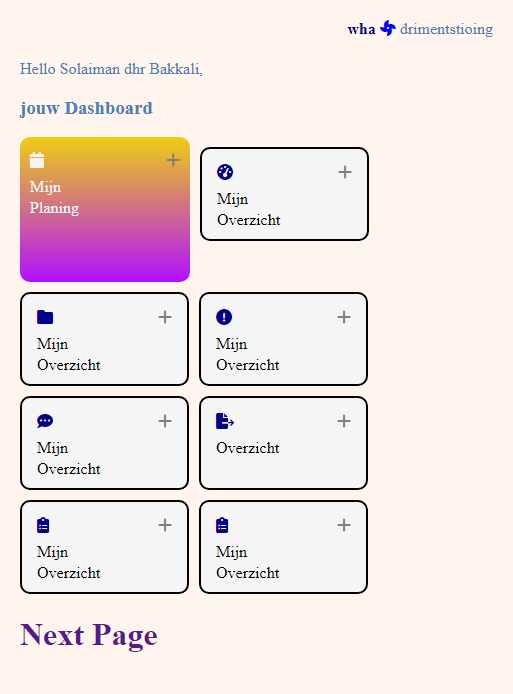 wha drimentstioing
Hello Solaiman dhr Bakkali,
jouw Dashboard
Mijn
Planing
Mijn
Overzicht
Mijn
Overzicht
Mijn
Overzicht
Mijn
Overzicht
Overzicht
Mijn
Overzicht
Mijn
Overzicht
Next Page